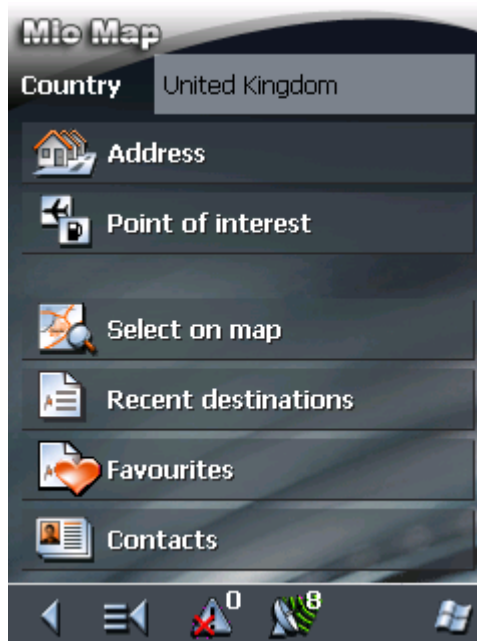 Mio Map
Country United Kingdom
Address
Point of interest
Select on map
Recent destinations
Favourites
Contacts
0 8